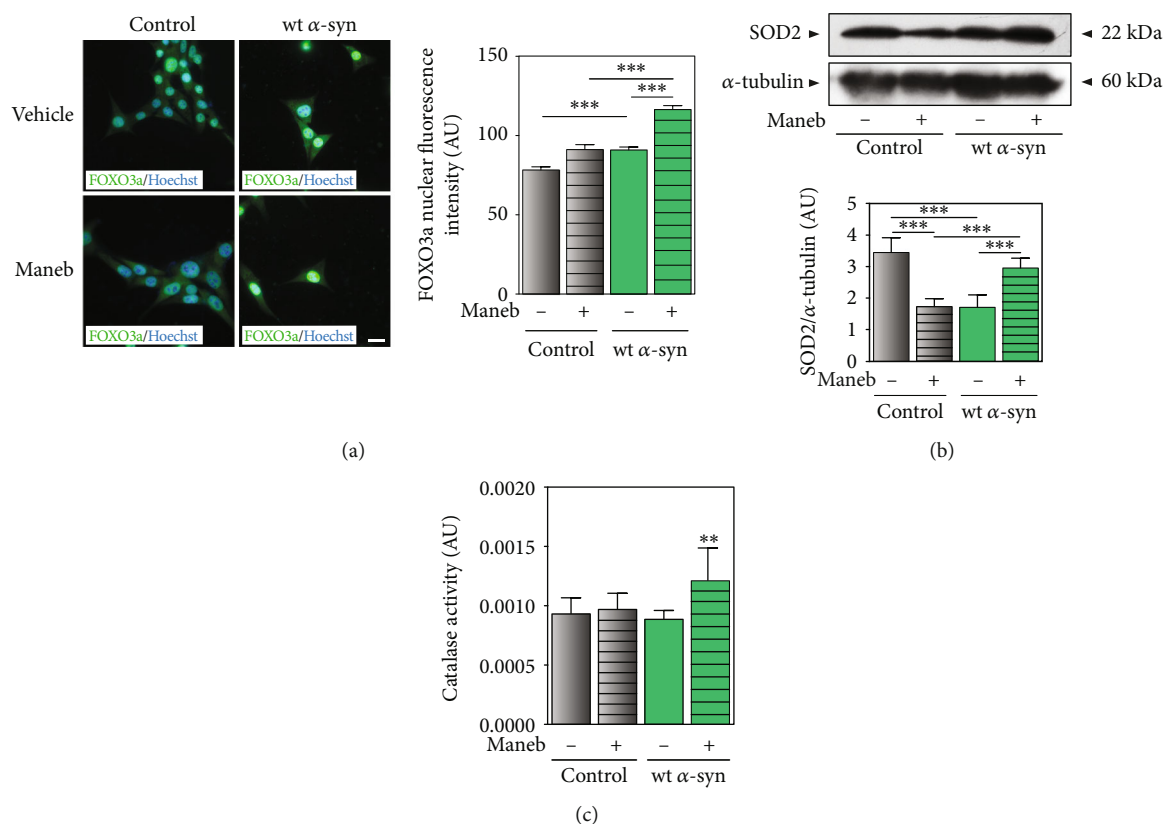 Control wt α-syn
Vehicle
FOXO3a/Hoechst FOXO3a/Hoechst
Maneb
FOXO3a/Hoechst FOXO3a/Hoechst
FOXO3a nuclear fluorescence
intensity (AU)
150
100
50
0
***
***
***
Maneb – + – +
Control wt α-syn
(a)
SOD2 22 kDa
α-tubulin 60 kDa
Maneb – + – +
Control wt α-syn
SOD2/α-tubulin (AU)
5
4
3
2
1
0
***
***
***
***
Maneb – + – +
Control wt α-syn
(b)
Catalase activity (AU)
0.0020
0.0015
0.0010
0.0005
0.0000
**
Maneb – + – +
Control wt α-syn
(c)